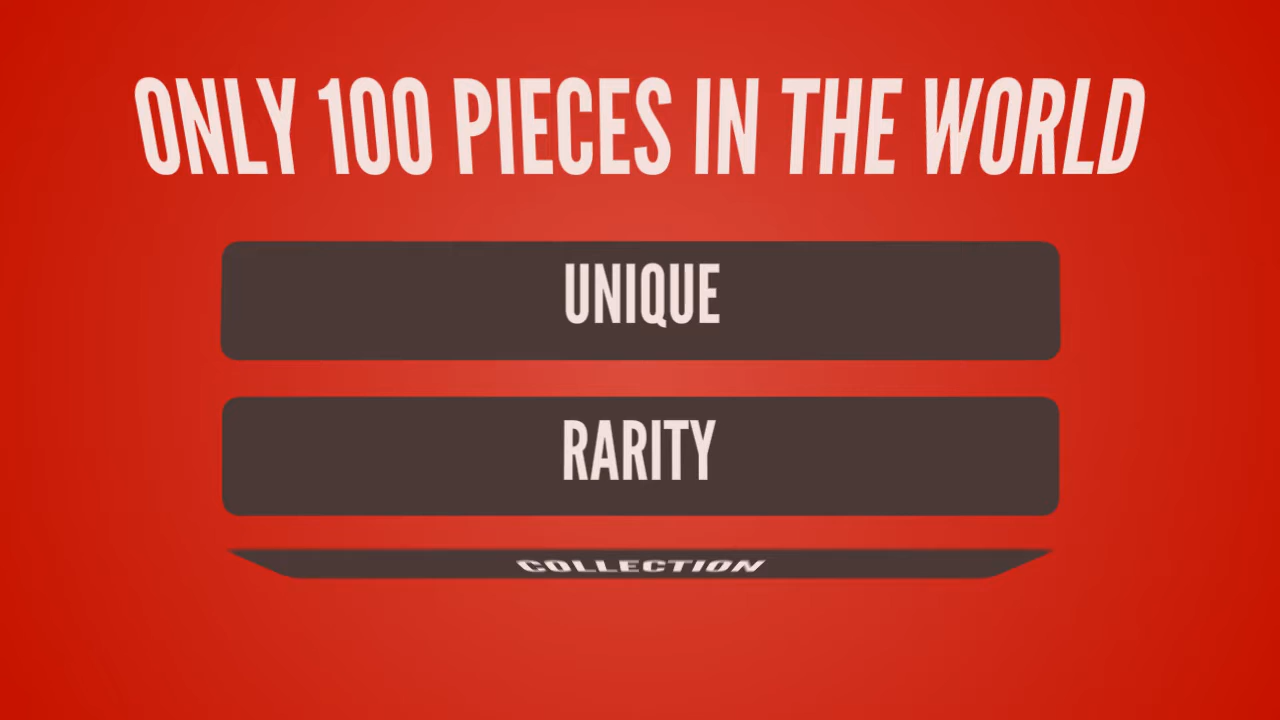 ONLY 100 PIECES IN THE WORLD
UNIQUE
RARITY
COLLECTION